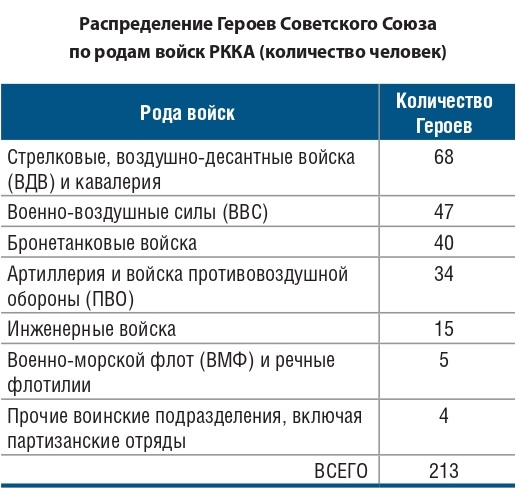 Распределение Героев Советского Союза
по родам войск РККА (количество человек)
Рода войск
Количество
Героев
Стрелковые, воздушно-десантные войска
(ВДВ) и кавалерия
68
Военно-воздушные силы (ВВС)
47
Бронетанковые войска
40
Артиллерия и войска противовоздушной
обороны (ПВО)
34
Инженерные войска
15
Военно-морской флот (ВМФ) и речные
флотилии
5
Прочие воинские подразделения, включая
партизанские отряды
4
ВСЕГО
213